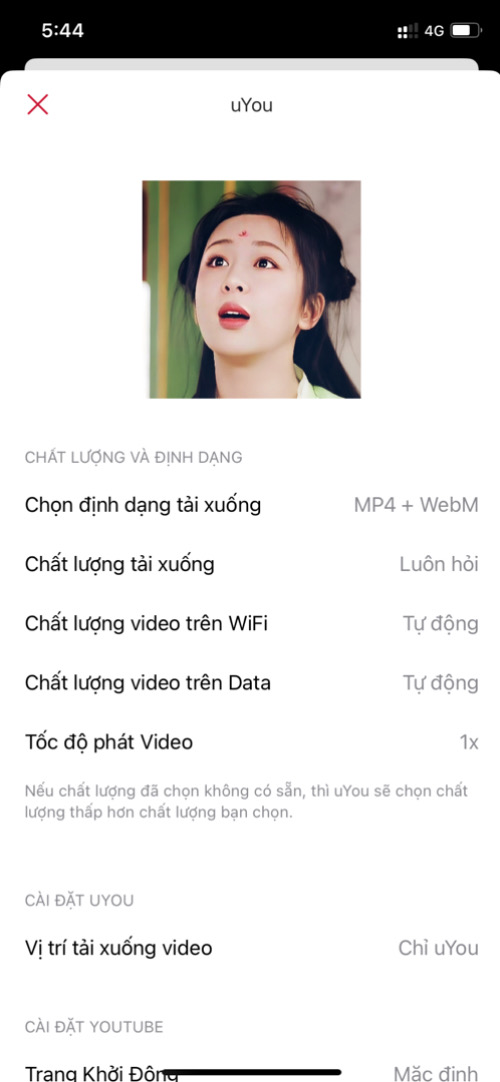 5:44
4G
uYou
CHẤT LƯỢNG VÀ ĐỊNH DẠNG
Chọn định dạng tải xuống MP4 + WebM
Chất lượng tải xuống Luôn hỏi
Chất lượng video trên WiFi Tự động
Chất lượng video trên Data Tự động
Tốc độ phát Video 1x
Nếu chất lượng đã chọn không có sẵn, thì uYou sẽ chọn chất
lượng thấp hơn chất lượng bạn chọn.
CÀI ĐẶT UYOU
Vị trí tải xuống video Chỉ uYou
CÀI ĐẶT YOUTUBE
Trang Khởi Động Mặc định